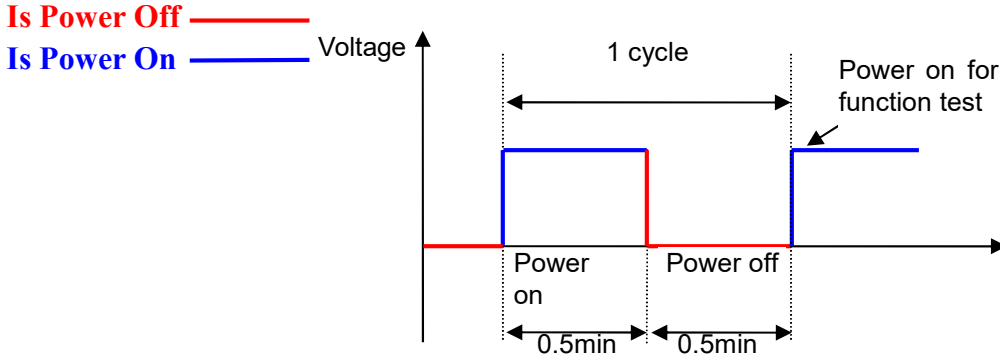 Is Power Off
Is Power On
Voltage
1 cycle
Power on for
function test
Power
on
Power off
0.5min
0.5min